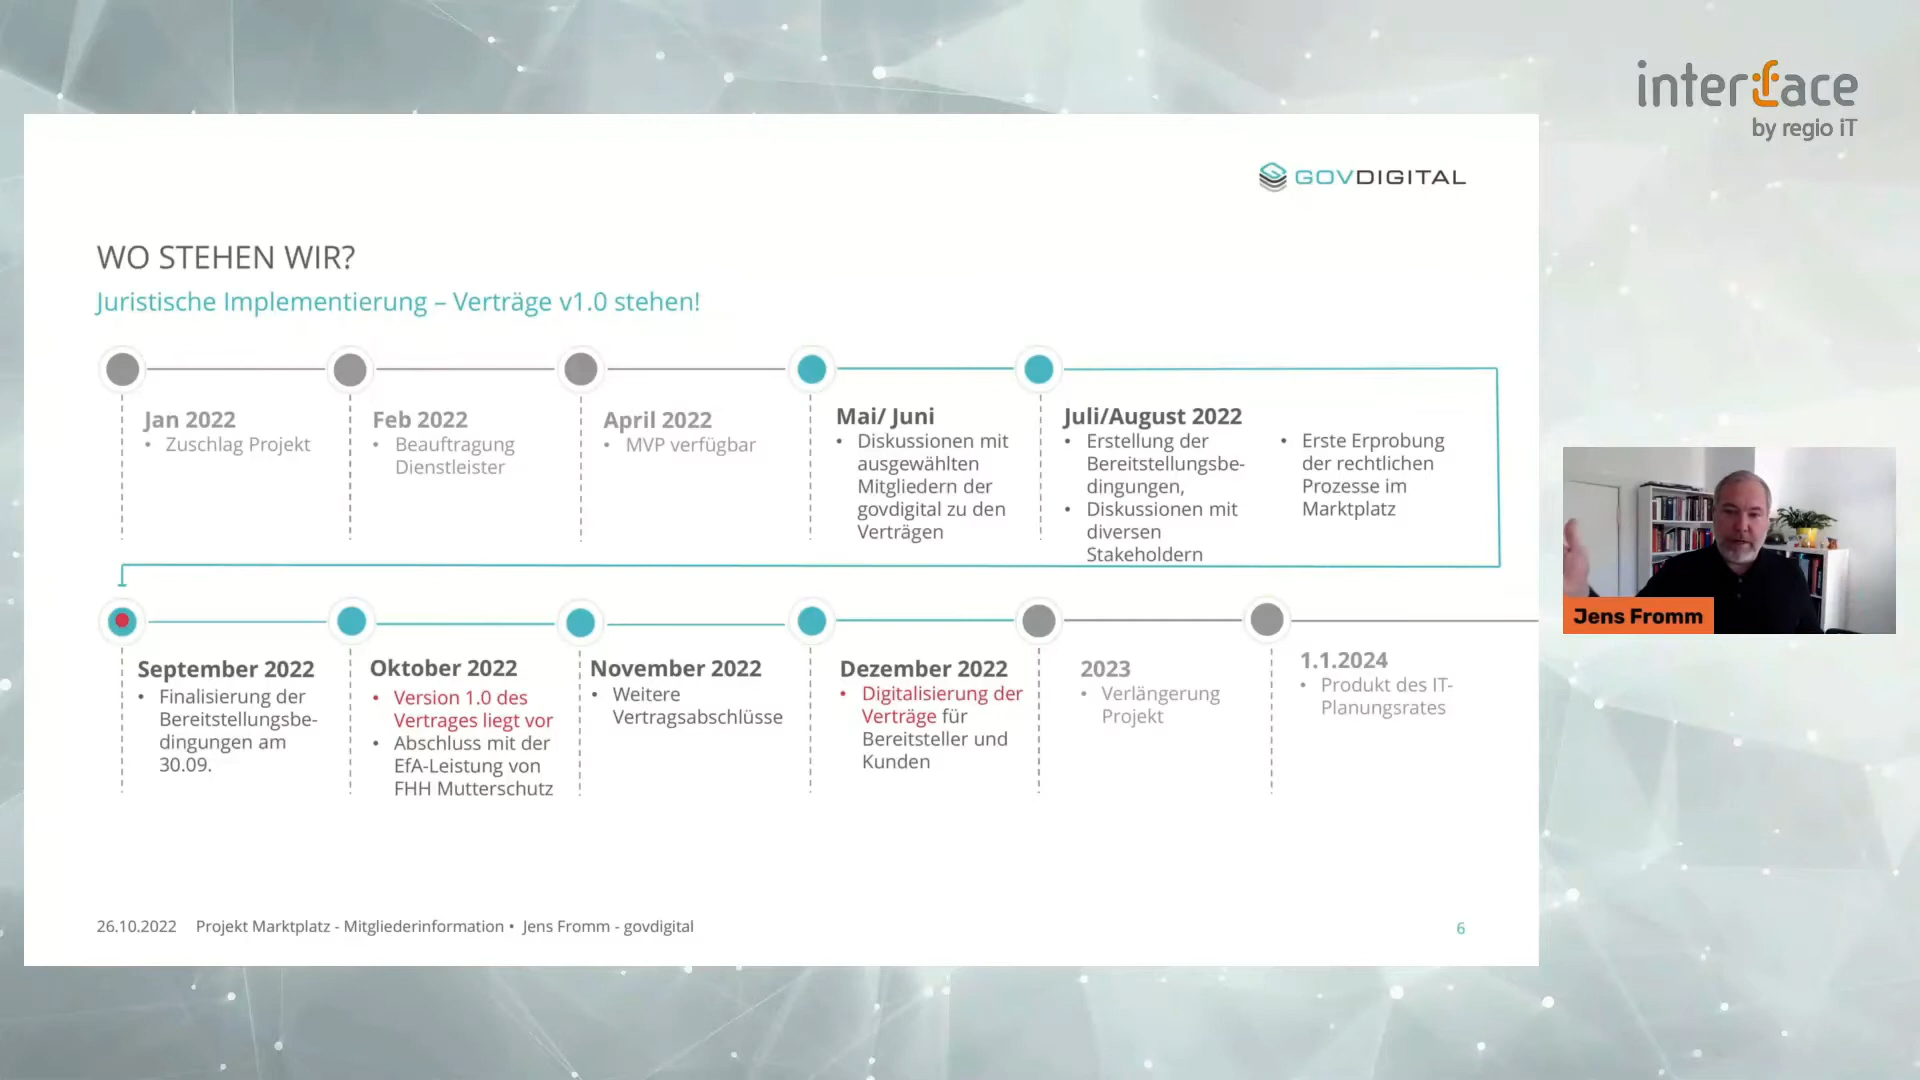 interface
by regio iT
GOVDIGITAL
WO STEHEN WIR?
Juristische Implementierung – Verträge v1.0 stehen!
Jan 2022
• Zuschlag Projekt
Feb 2022
• Beauftragung
Dienstleister
April 2022
• MVP verfügbar
Mai/ Juni
• Diskussionen mit
ausgewählten
Mitgliedern der
govdigital zu den
Verträgen
Juli/August 2022
• Erstellung der
Bereitstellungsbe-
dingungen,
• Diskussionen mit
diversen
Stakeholdern
• Erste Erprobung
der rechtlichen
Prozesse im
Marktplatz
September 2022
• Finalisierung der
Bereitstellungsbe-
dingungen am
30.09.
Oktober 2022
• Version 1.0 des
Vertrages liegt vor
• Abschluss mit der
EfA-Leistung von
FHH Mutterschutz
November 2022
• Weitere
Vertragsabschlüsse
Dezember 2022
• Digitalisierung der
Verträge für
Bereitsteller und
Kunden
2023
• Verlängerung
Projekt
1.1.2024
• Produkt des IT-
Planungsrates
Jens Fromm
26.10.2022 Projekt Marktplatz - Mitgliederinformation • Jens Fromm - govdigital
6